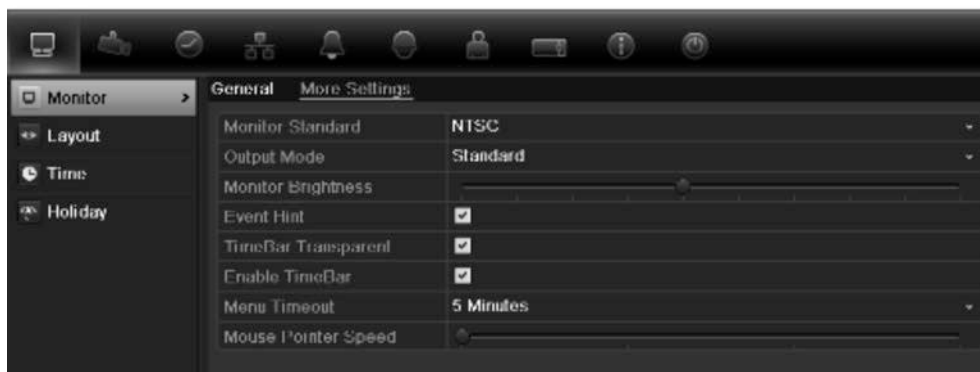 Monitor
Layout
Time
Holiday
General More Settings
Monitor Standard NTSC
Output Mode Standard
Monitor Brightness
Event Hint
TimeBar Transparent
Enable TimeBar
Menu Timeout 5 Minutes
Mouse Pointer Speed